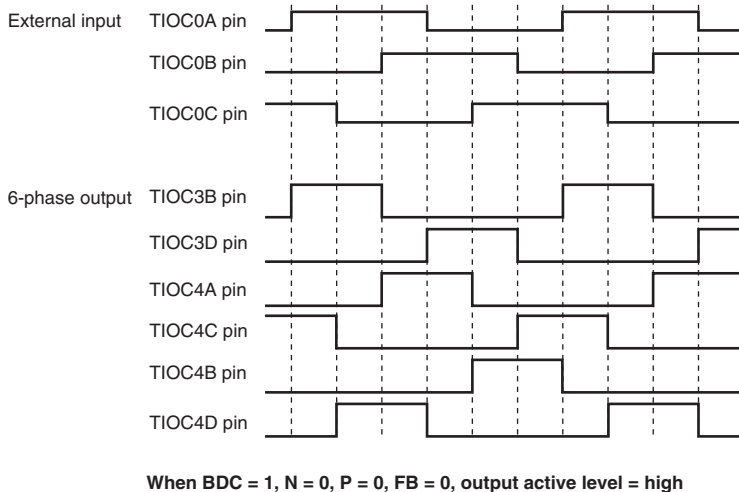 External input TIOC0A pin
TIOC0B pin
TIOC0C pin
6-phase output TIOC3B pin
TIOC3D pin
TIOC4A pin
TIOC4C pin
TIOC4B pin
TIOC4D pin
When BDC = 1, N = 0, P = 0, FB = 0, output active level = high